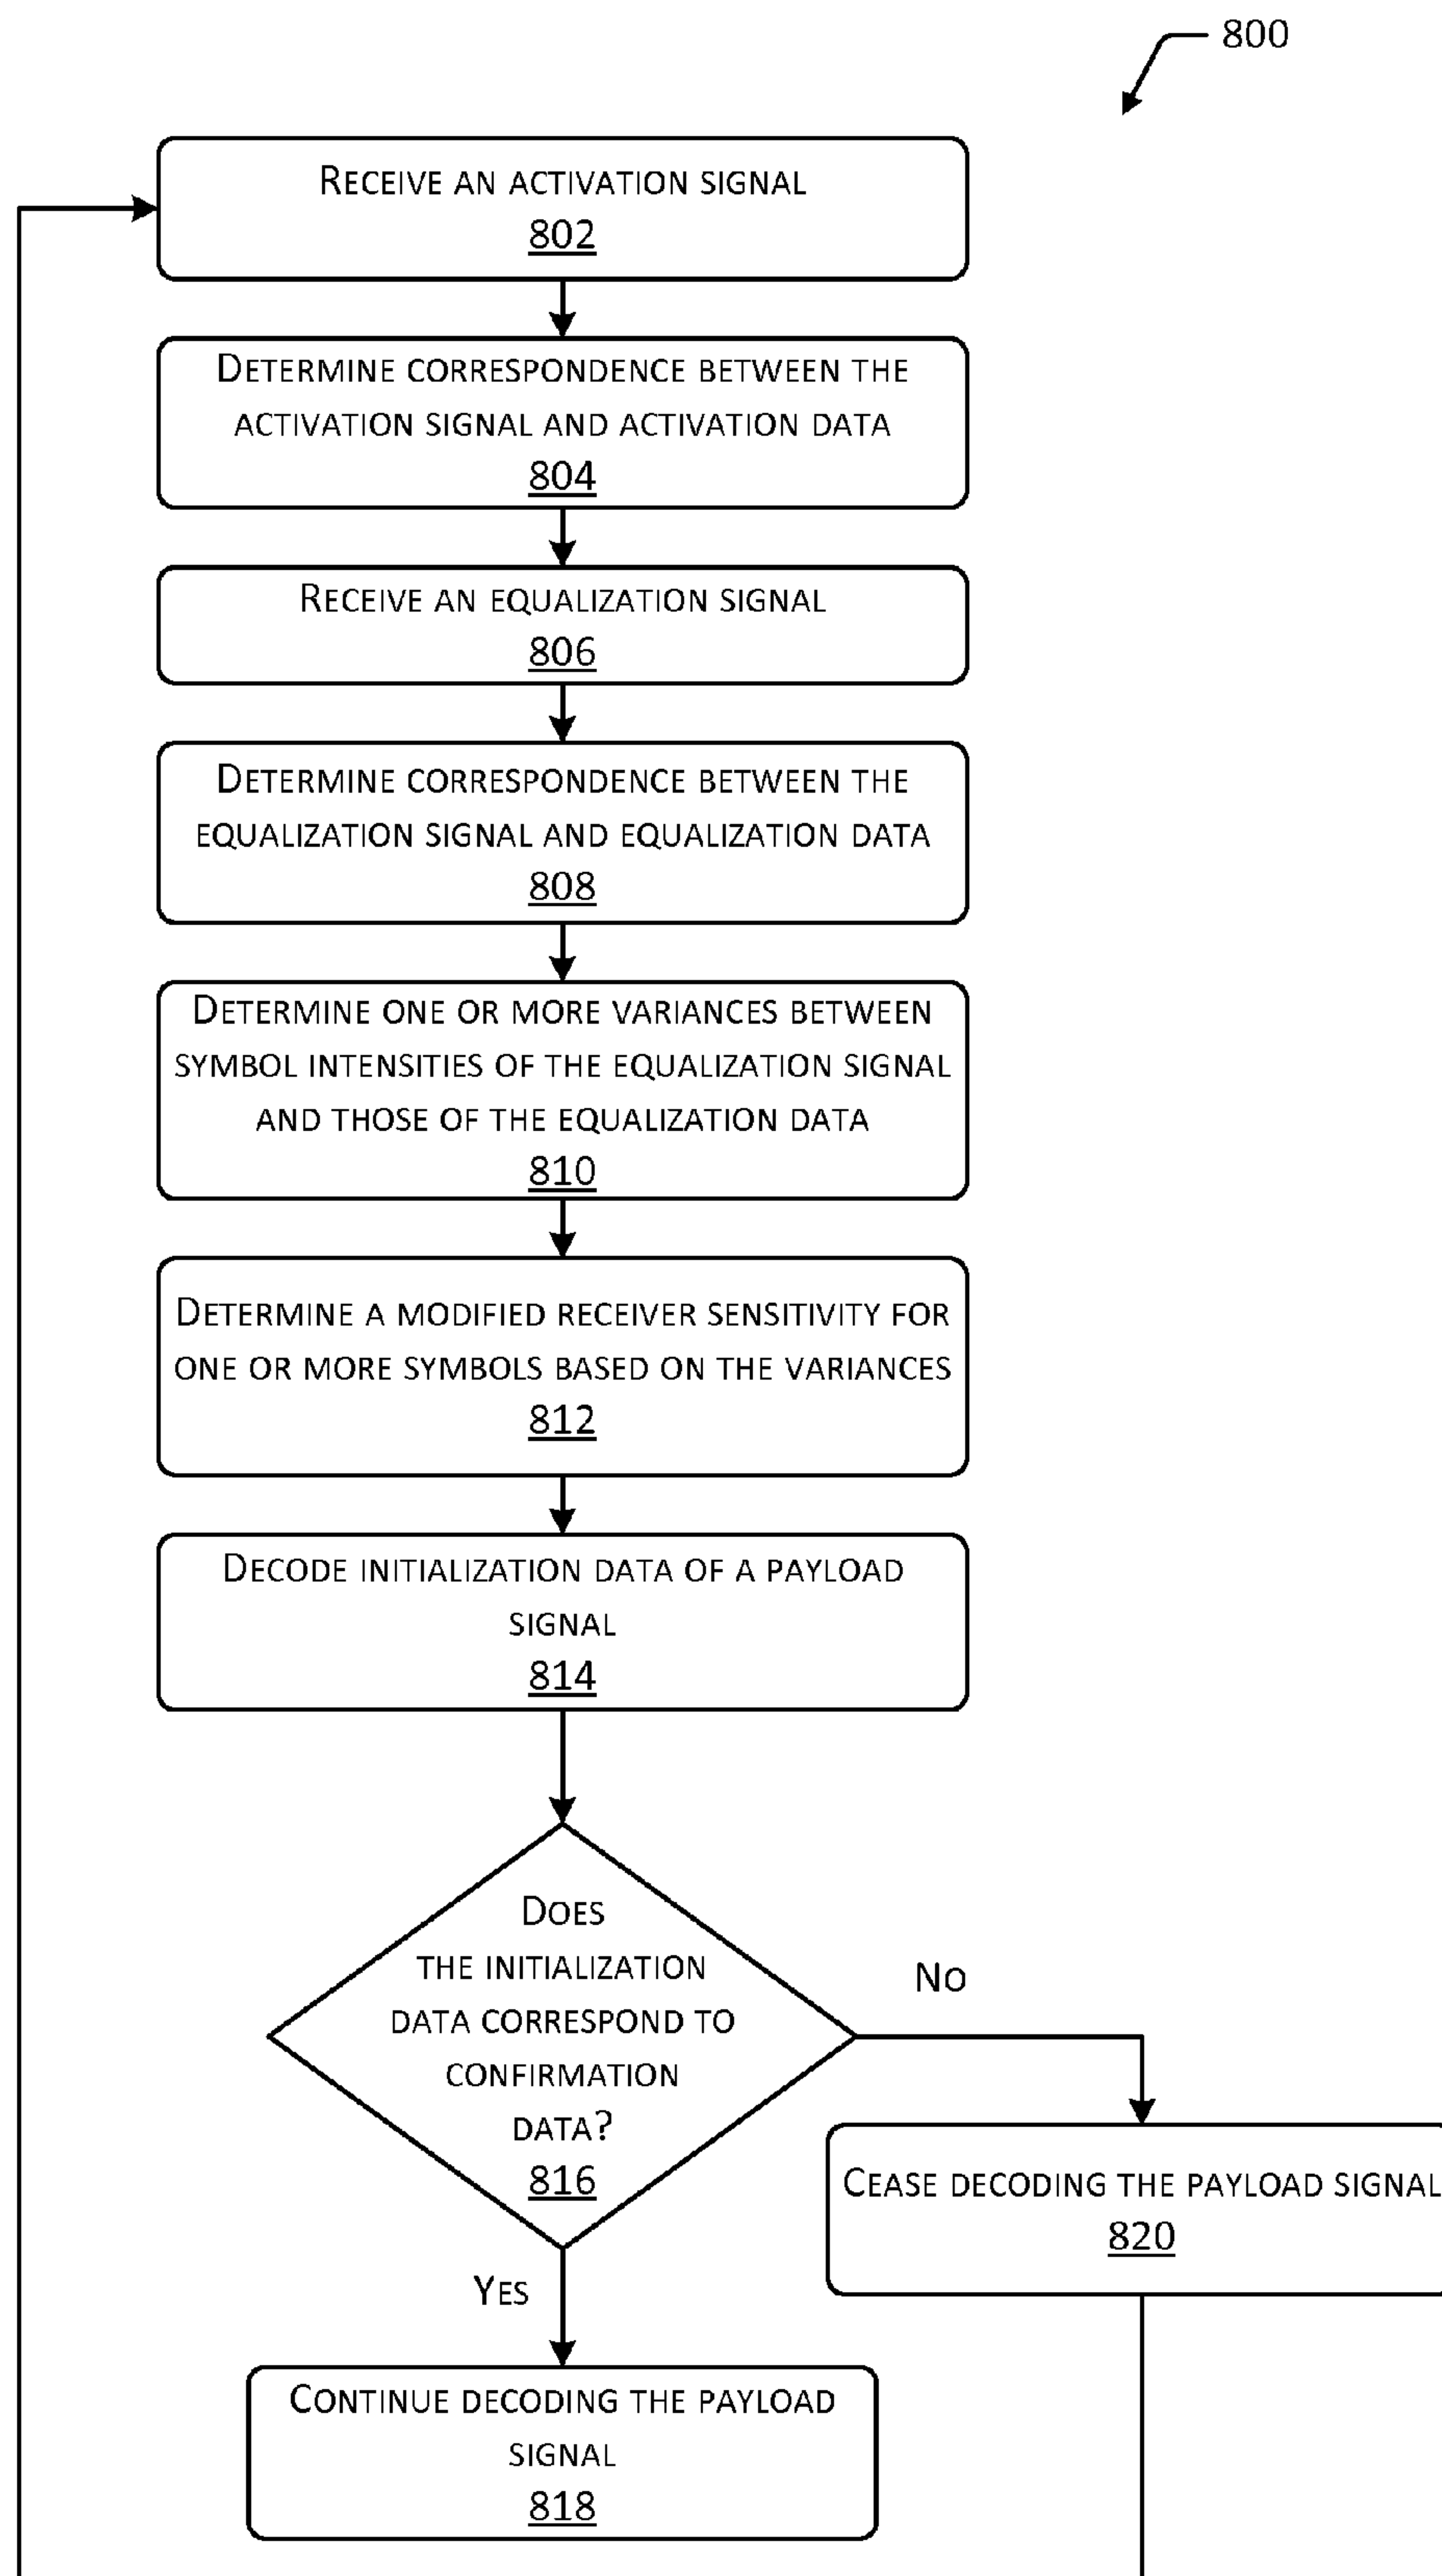 800
Receive an activation signal
802
Determine correspondence between the
activation signal and activation data
804
Receive an equalization signal
806
Determine correspondence between the
equalization signal and equalization data
808
Determine one or more variances between
symbol intensities of the equalization signal
and those of the equalization data
810
Determine a modified receiver sensitivity for
one or more symbols based on the variances
812
Decode initialization data of a payload
signal
814
Does
the initialization
data correspond to
confirmation
data?
816
No
Cease decoding the payload signal
820
Yes
Continue decoding the payload
signal
818